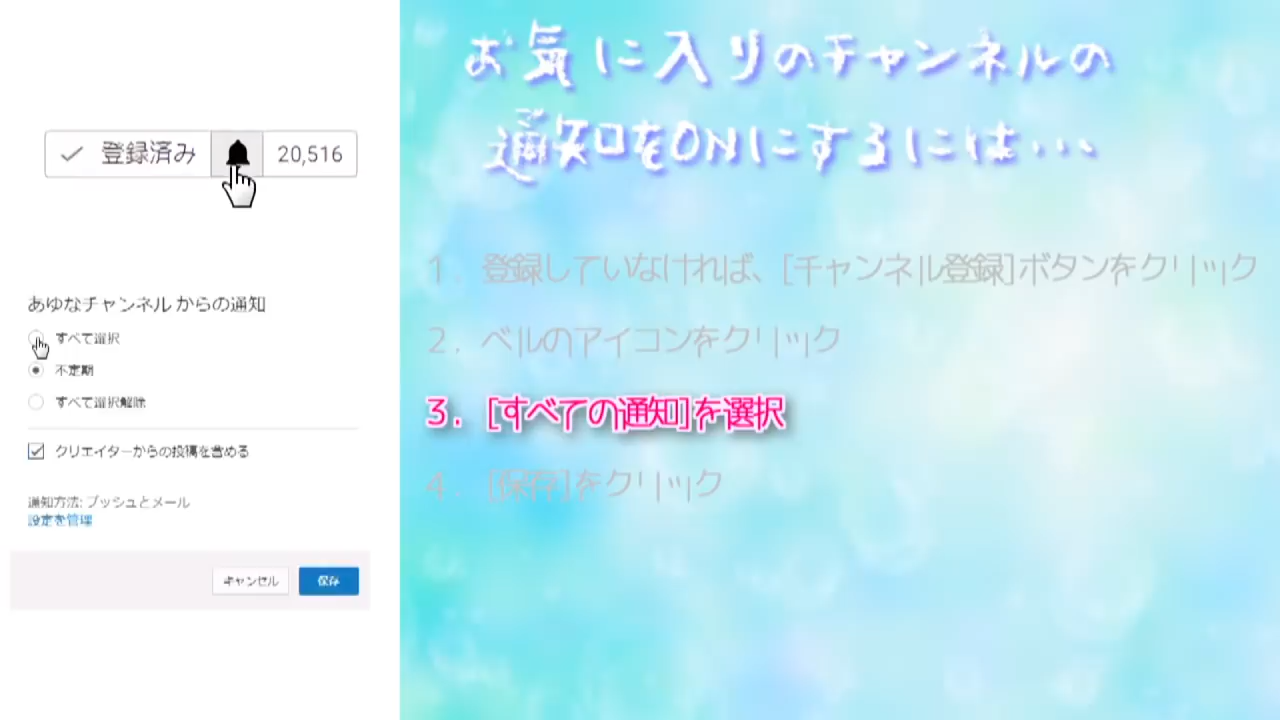 登録済み 20,516
あゆなチャンネル からの通知
すべて選択
不定期
すべて選択解除
クリエイターからの投稿を含める
通知方法: プッシュとメール
設定を管理
キャンセル 保存
お気に入りのチャンネルの
通知をONにするには・・・
1. 登録していなければ、[チャンネル登録]ボタンをクリック
2. ベルのアイコンをクリック
3. [すべての通知]を選択
4. [保存]をクリック